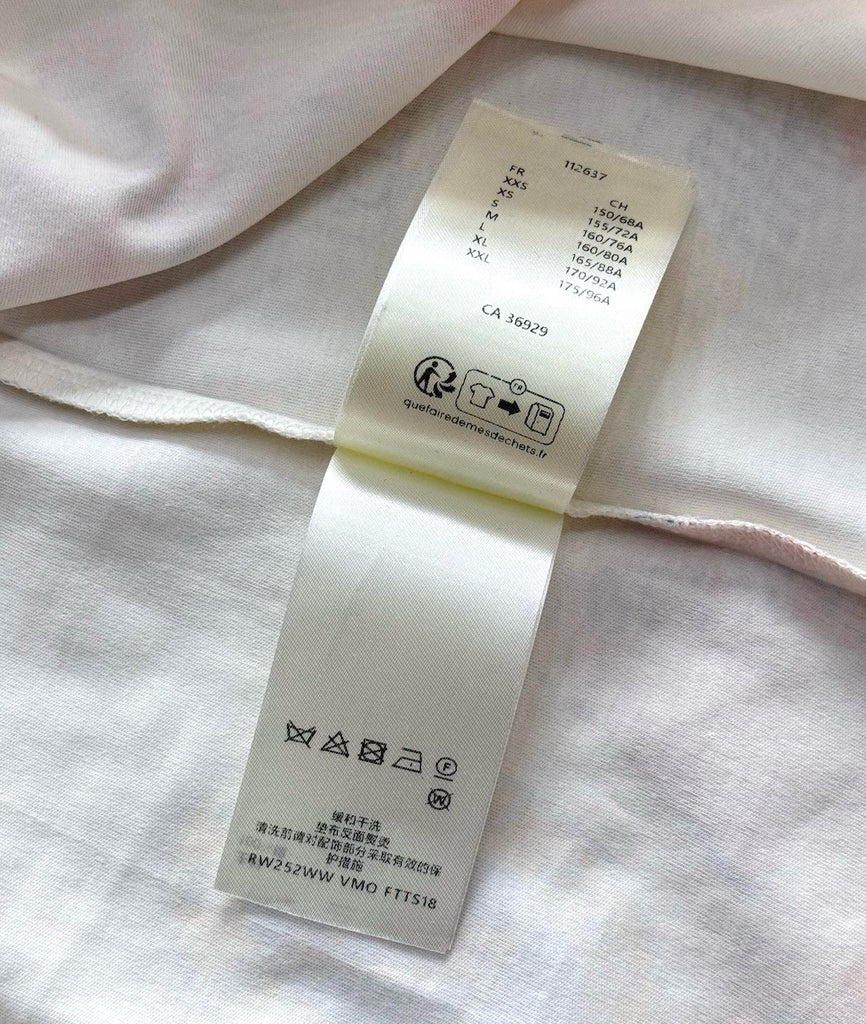 112637
FR CH
XXS 150/68A
XS 155/72A
S 160/76A
M 160/80A
L 165/88A
XL 170/92A
XXL 175/96A
CA 36929
FR
quefairedemesdechets.fr
F
W
缓和干洗
垫布反面熨烫
清洗前请对配饰部分采取有效的保
护措施
RW252WW VMO FTTS18